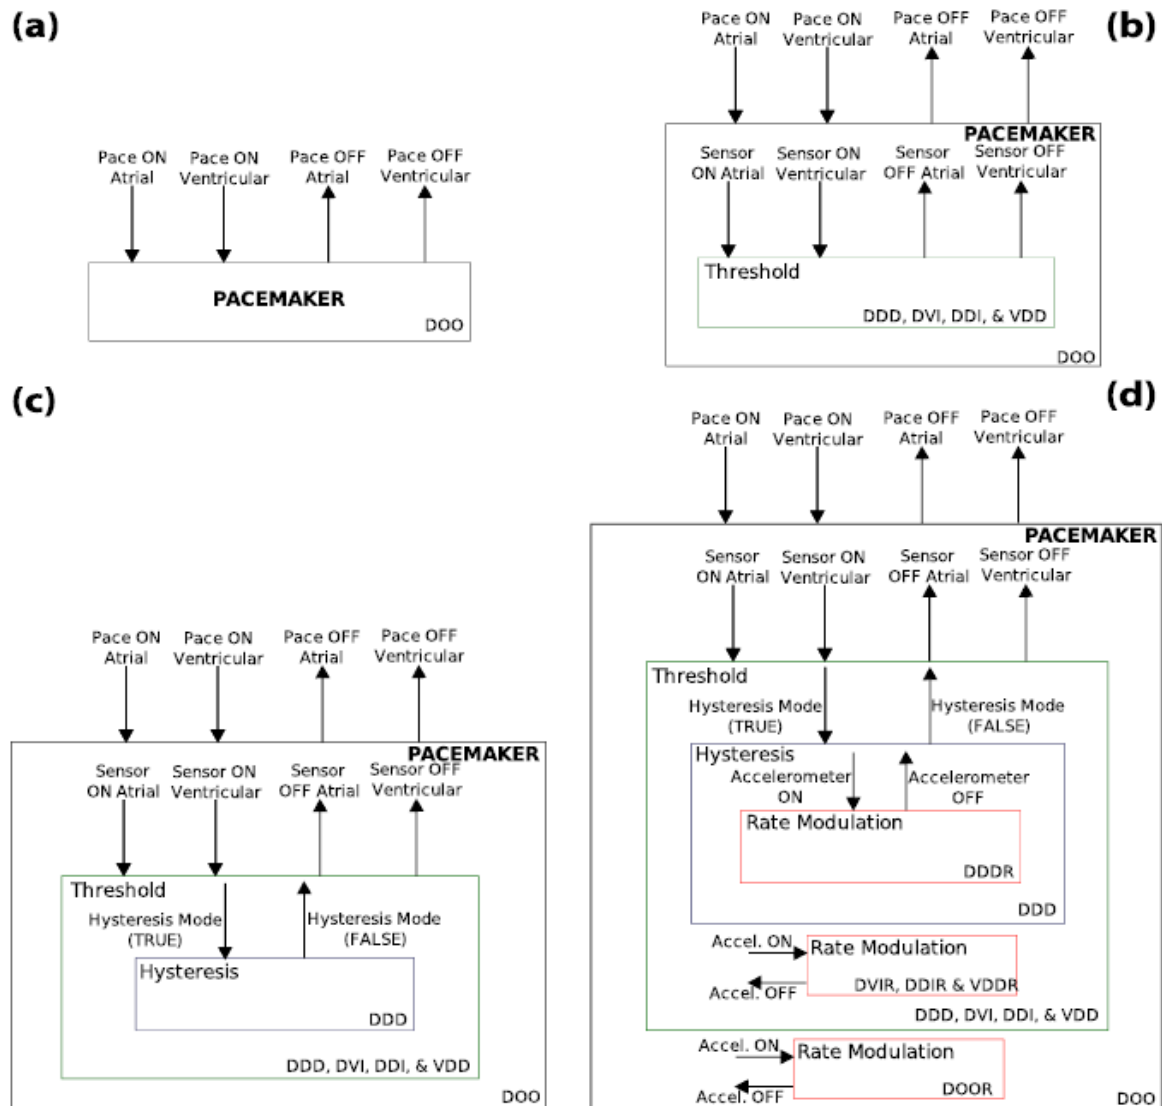 (a)
Pace ON
Atrial
Pace ON
Ventricular
Pace OFF
Atrial
Pace OFF
Ventricular
PACEMAKER
DOO
(b)
Pace ON
Atrial
Pace ON
Ventricular
Pace OFF
Atrial
Pace OFF
Ventricular
PACEMAKER
Sensor
ON Atrial
Sensor ON
Ventricular
Sensor
OFF Atrial
Sensor OFF
Ventricular
Threshold
DDD, DVI, DDI, & VDD
DOO
(c)
Pace ON
Atrial
Pace ON
Ventricular
Pace OFF
Atrial
Pace OFF
Ventricular
PACEMAKER
Sensor
ON Atrial
Sensor ON
Ventricular
Sensor
OFF Atrial
Sensor OFF
Ventricular
Threshold
Hysteresis Mode
(TRUE)
Hysteresis Mode
(FALSE)
Hysteresis
DDD
DDD, DVI, DDI, & VDD
DOO
(d)
Pace ON
Atrial
Pace ON
Ventricular
Pace OFF
Atrial
Pace OFF
Ventricular
PACEMAKER
Sensor
ON Atrial
Sensor ON
Ventricular
Sensor
OFF Atrial
Sensor OFF
Ventricular
Threshold
Hysteresis Mode
(TRUE)
Hysteresis Mode
(FALSE)
Hysteresis
Accelerometer
ON
Accelerometer
OFF
Rate Modulation
DDDR
DDD
Accel. ON
Rate Modulation
Accel. OFF
DVIR, DDIR & VDDR
DDD, DVI, DDI, & VDD
Accel. ON
Rate Modulation
Accel. OFF
DOOR
DOO